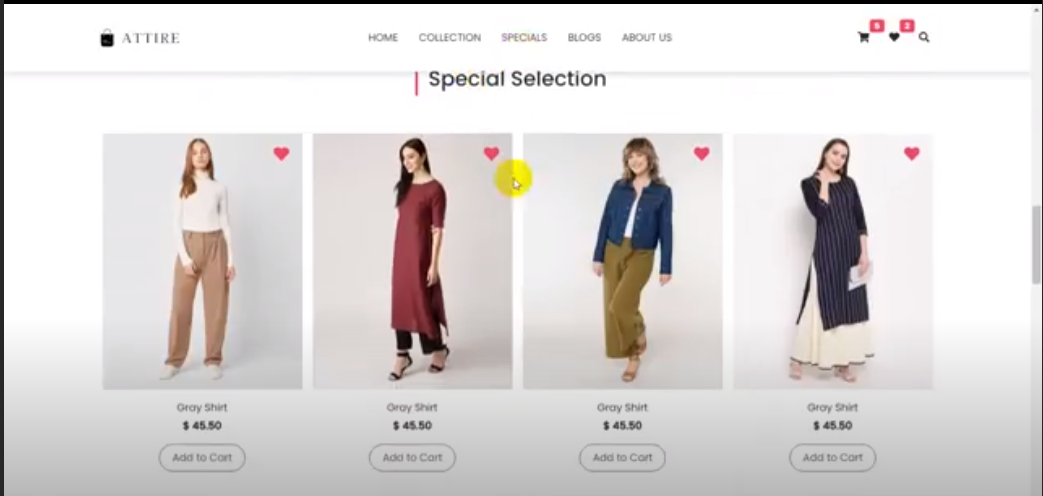 ATTIRE
HOME COLLECTION SPECIALS BLOGS ABOUT US
5 2
Special Selection
Gray Shirt Gray Shirt Gray Shirt Gray Shirt
$ 45.50 $ 45.50 $ 45.50 $ 45.50
Add to Cart Add to Cart Add to Cart Add to Cart